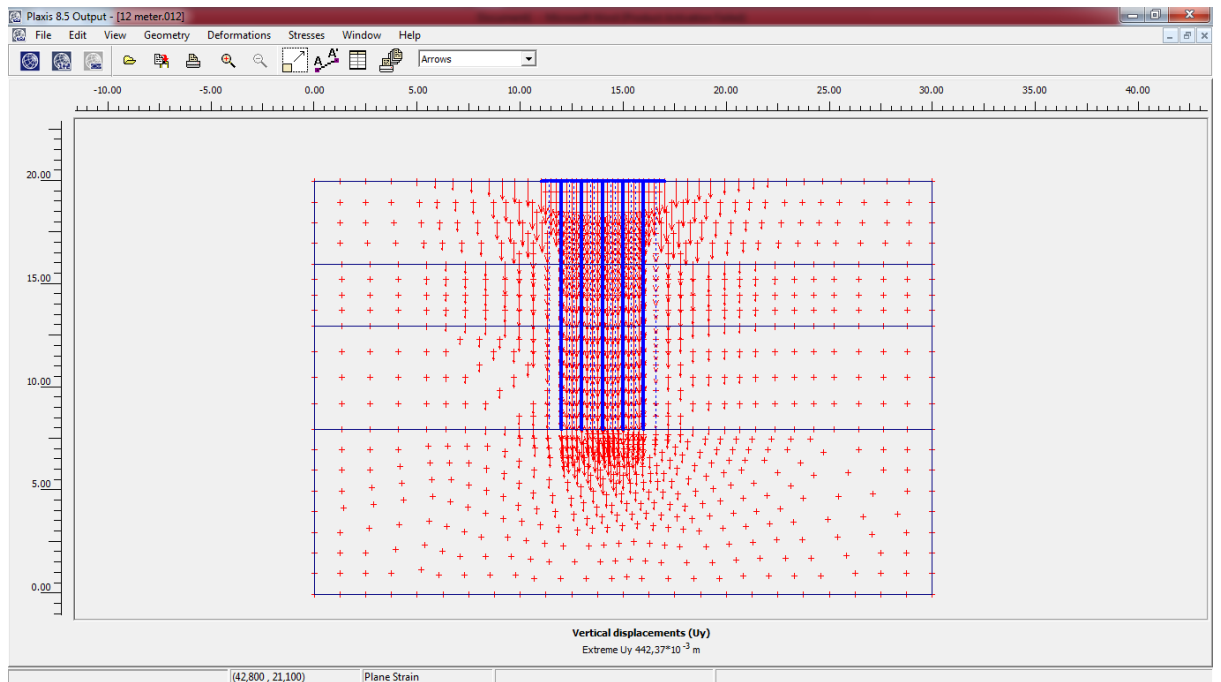 Plaxis 8.5 Output - [12 meter.012]
File Edit View Geometry Deformations Stresses Window Help
Arrows
-10.00 -5.00 0.00 5.00 10.00 15.00 20.00 25.00 30.00 35.00 40.00
20.00
15.00
10.00
5.00
0.00
Vertical displacements (Uy)
Extreme Uy 442,37*10 -3 m
(42,800 , 21,100) Plane Strain